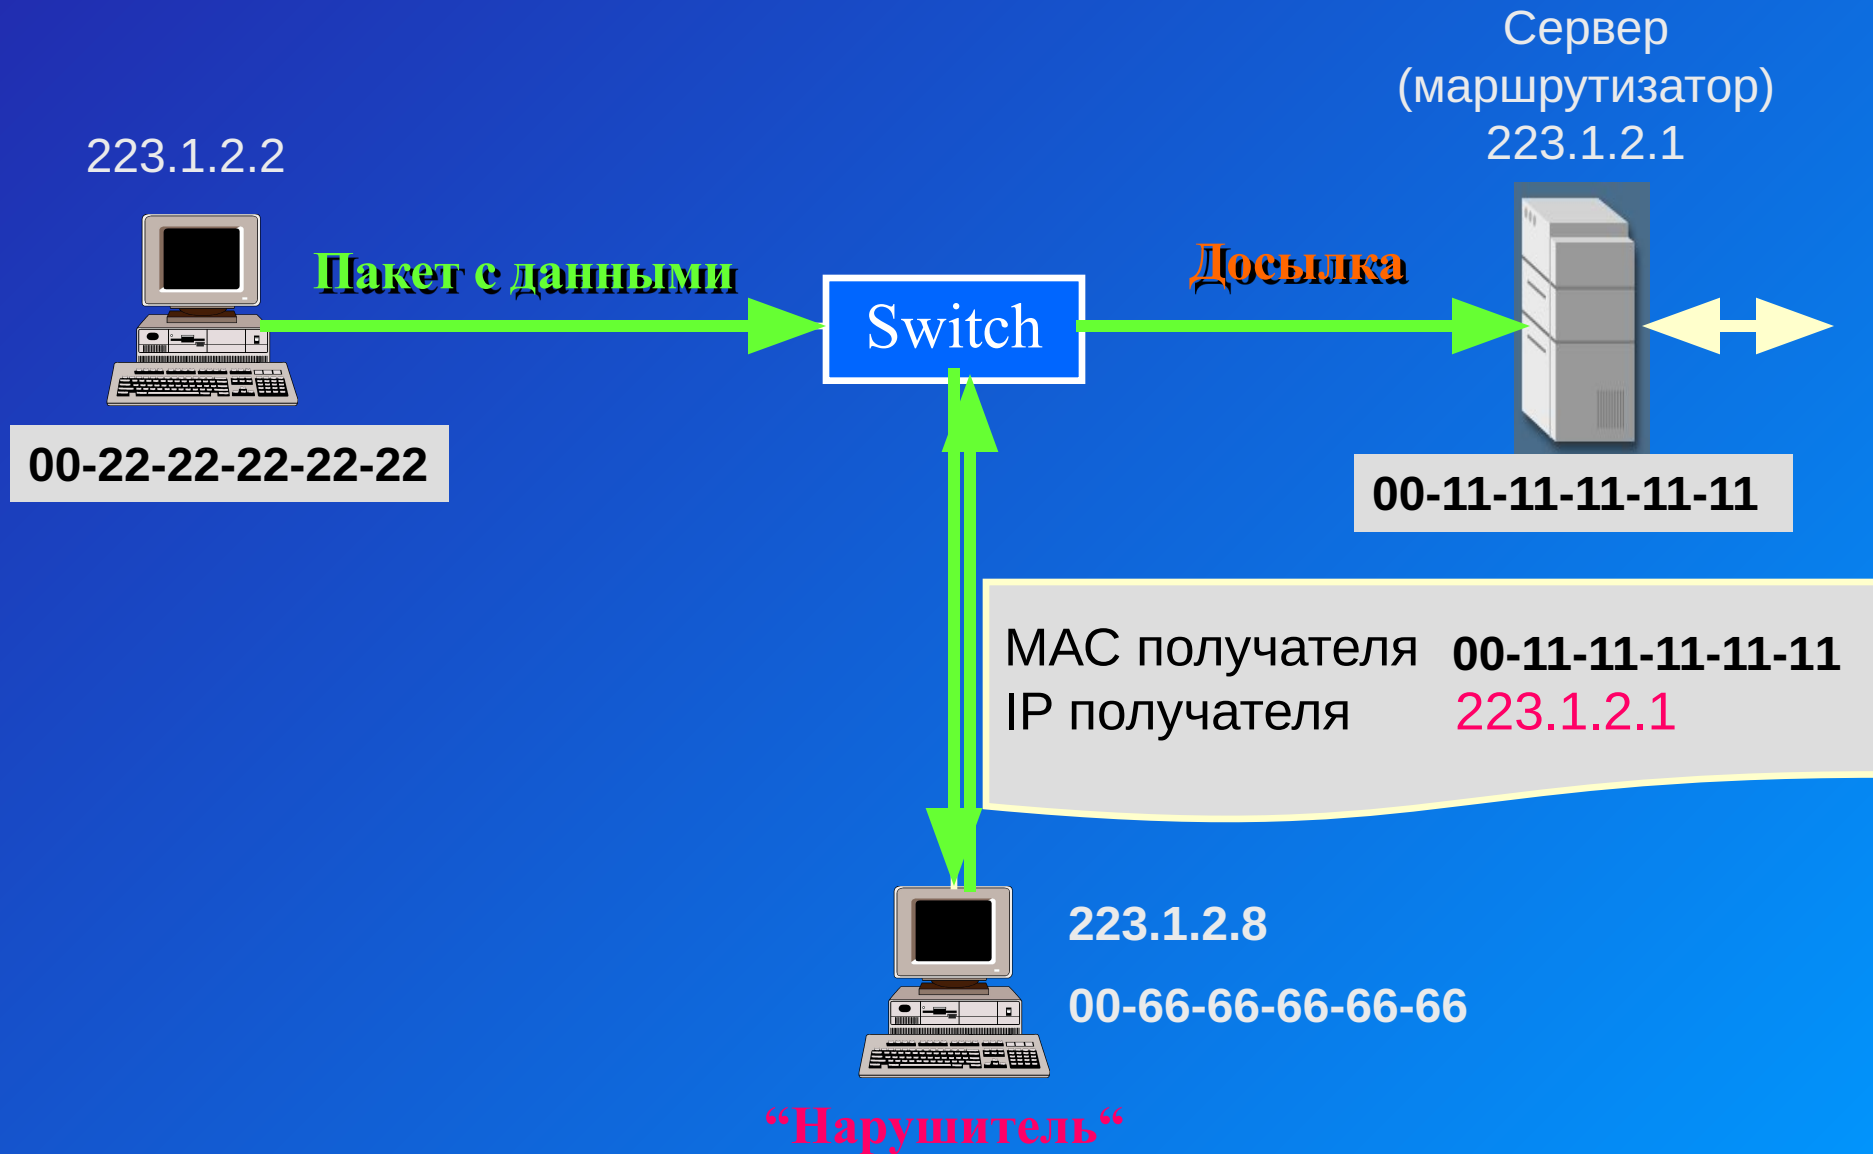 Сервер
(маршрутизатор)
223.1.2.1
223.1.2.2
Пакет с данными
Досылка
Switch
00-22-22-22-22-22
00-11-11-11-11-11
MAC получателя 00-11-11-11-11-11
IP получателя 223.1.2.1
223.1.2.8
00-66-66-66-66-66
“Нарушитель“